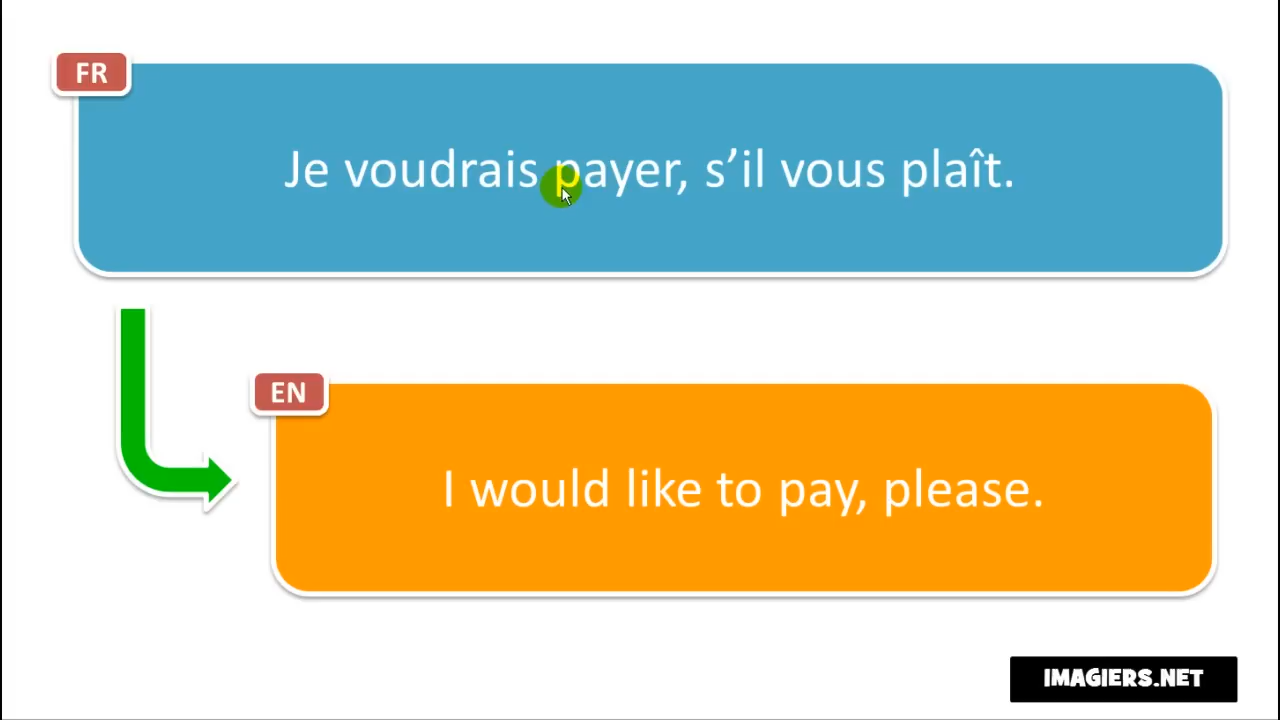 FR
Je voudrais payer, s’il vous plaît.
EN
I would like to pay, please.
IMAGIERS.NET